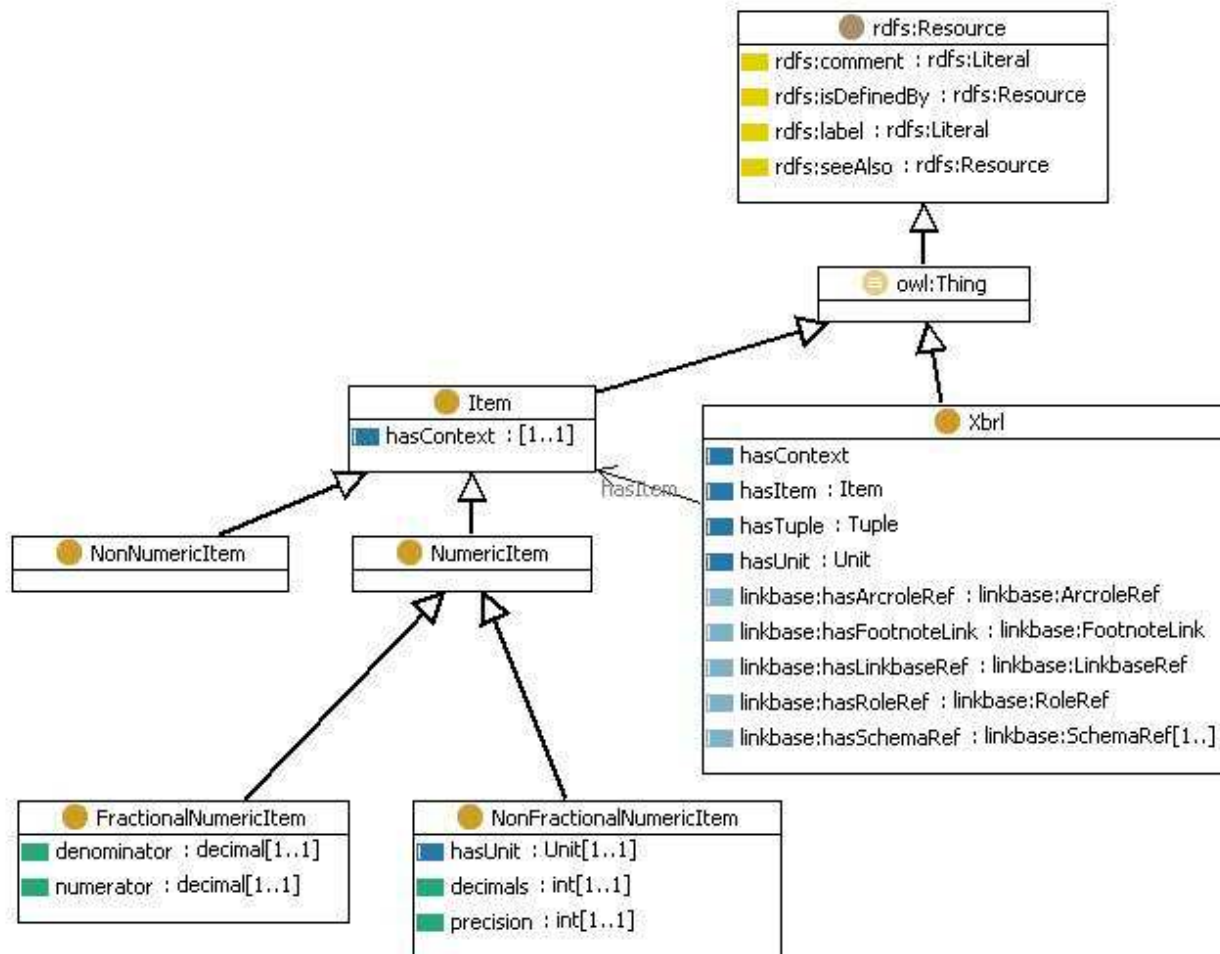 rdfs:Resource
rdfs:comment : rdfs:Literal
rdfs:isDefinedBy : rdfs:Resource
rdfs:label : rdfs:Literal
rdfs:seeAlso : rdfs:Resource
owl:Thing
Item
hasContext : [1..1]
hasItem
Xbrl
hasContext
hasItem : Item
hasTuple : Tuple
hasUnit : Unit
linkbase:hasArcroleRef : linkbase:ArcroleRef
linkbase:hasFootnoteLink : linkbase:FootnoteLink
linkbase:hasLinkbaseRef : linkbase:LinkbaseRef
linkbase:hasRoleRef : linkbase:RoleRef
linkbase:hasSchemaRef : linkbase:SchemaRef[1..]
NonNumericItem
NumericItem
FractionalNumericItem
denominator : decimal[1..1]
numerator : decimal[1..1]
NonFractionalNumericItem
hasUnit : Unit[1..1]
decimals : int[1..1]
precision : int[1..1]